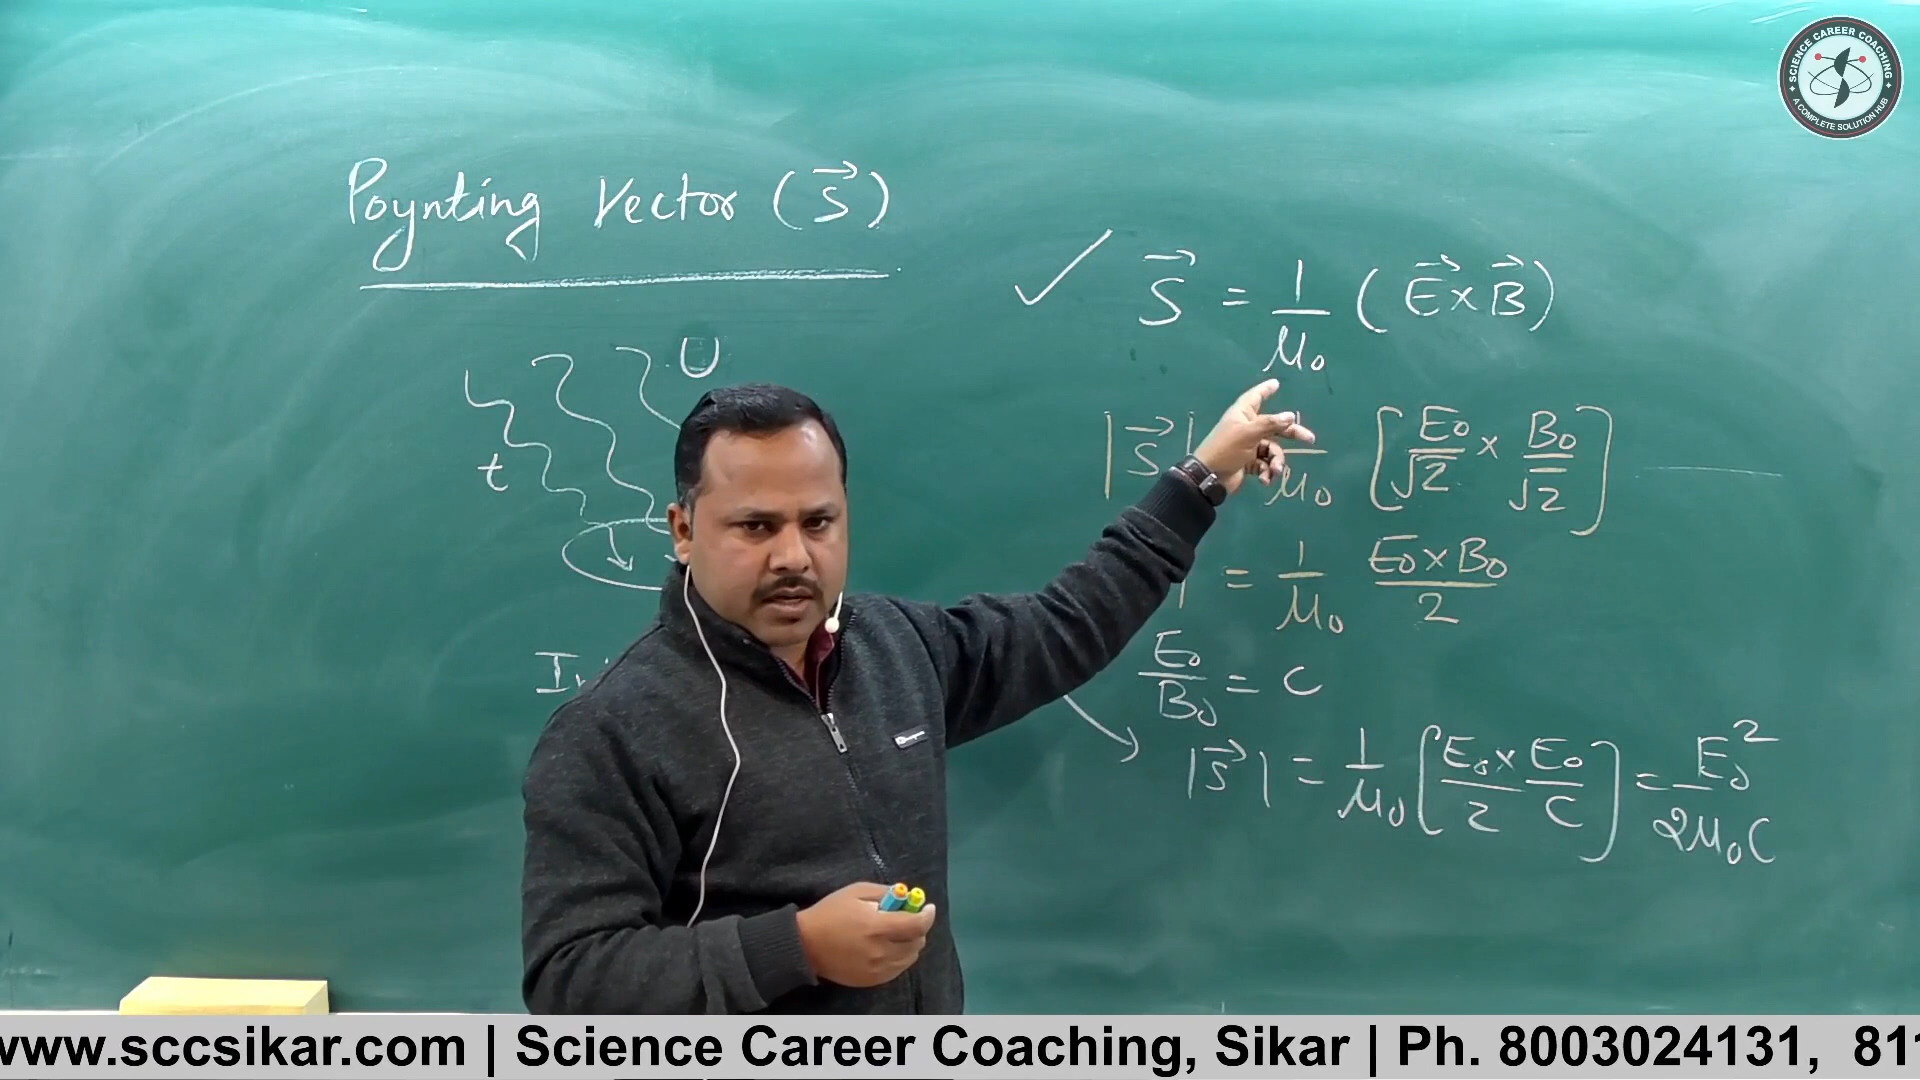 SCIENCE CAREER COACHING
A COMPLETE SOLUTION HUB
Poynting Vector (S⃗)
S⃗ = 1/μ₀ (E⃗×B⃗)
U
t
|S⃗| 1/μ₀ [E₀/√2 × B₀/√2]
= 1/μ₀ E₀×B₀/2
E₀/B₀ = C
|S⃗| = 1/μ₀ [E₀×E₀/2 C] = E₀²/2μ₀C
www.sccsikar.com | Science Career Coaching, Sikar | Ph. 8003024131, 81